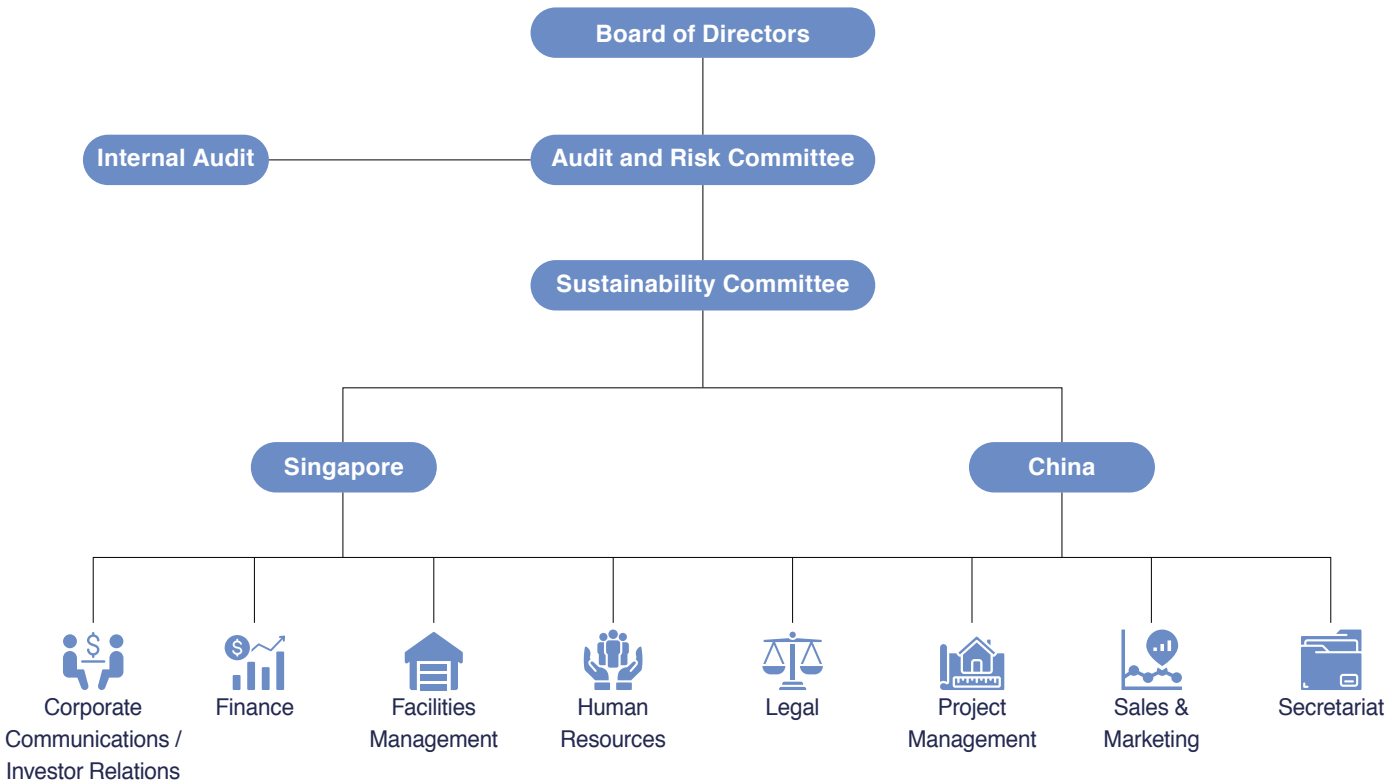 Board of Directors
Internal Audit
Audit and Risk Committee
Sustainability Committee
Singapore
China
$
$
Corporate
Communications /
Investor Relations
Finance
Facilities
Management
Human
Resources
Legal
Project
Management
Sales &
Marketing
Secretariat